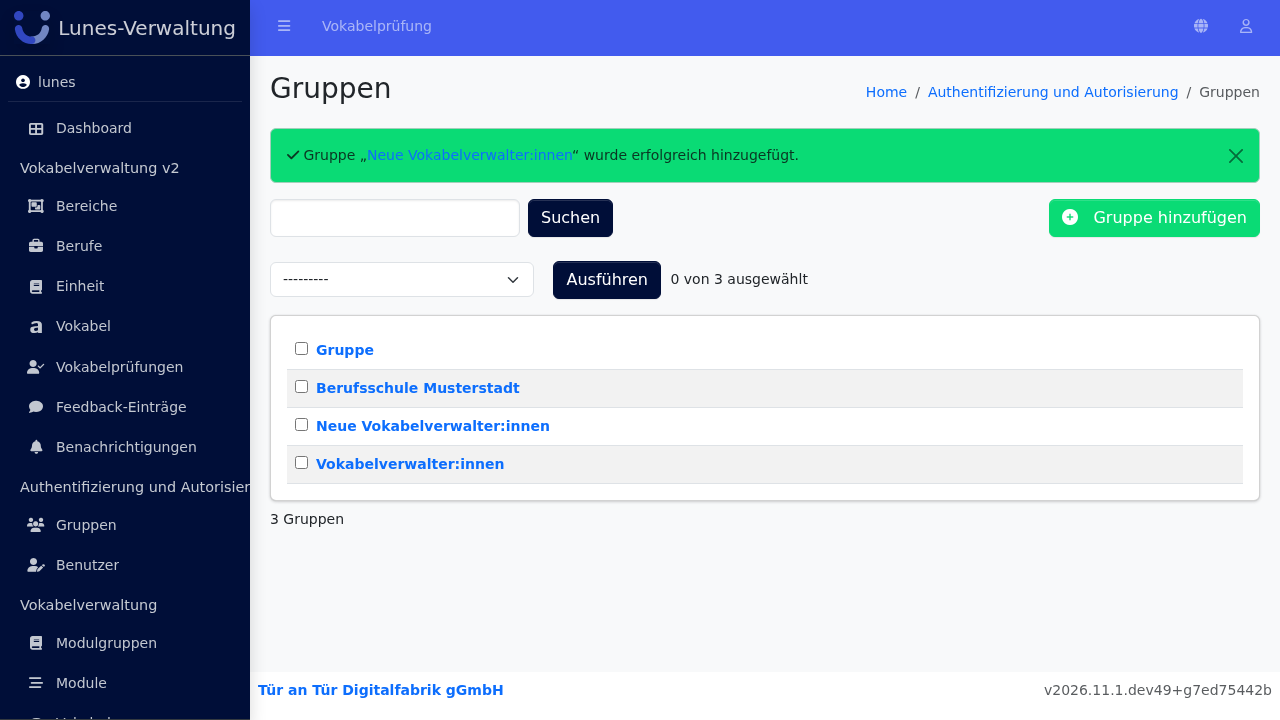 Lunes-Verwaltung
Vokabelprüfung
lunes
Dashboard
Vokabelverwaltung v2
Bereiche
Berufe
Einheit
Vokabel
Vokabelprüfungen
Feedback-Einträge
Benachrichtigungen
Authentifizierung und Autorisier
Gruppen
Benutzer
Vokabelverwaltung
Modulgruppen
Module
Gruppen
Home / Authentifizierung und Autorisierung / Gruppen
Gruppe „Neue Vokabelverwalter:innen“ wurde erfolgreich hinzugefügt.
Suchen
Gruppe hinzufügen
---------
Ausführen
0 von 3 ausgewählt
Gruppe
Berufsschule Musterstadt
Neue Vokabelverwalter:innen
Vokabelverwalter:innen
3 Gruppen
Tür an Tür Digitalfabrik gGmbH
v2026.11.1.dev49+g7ed75442b